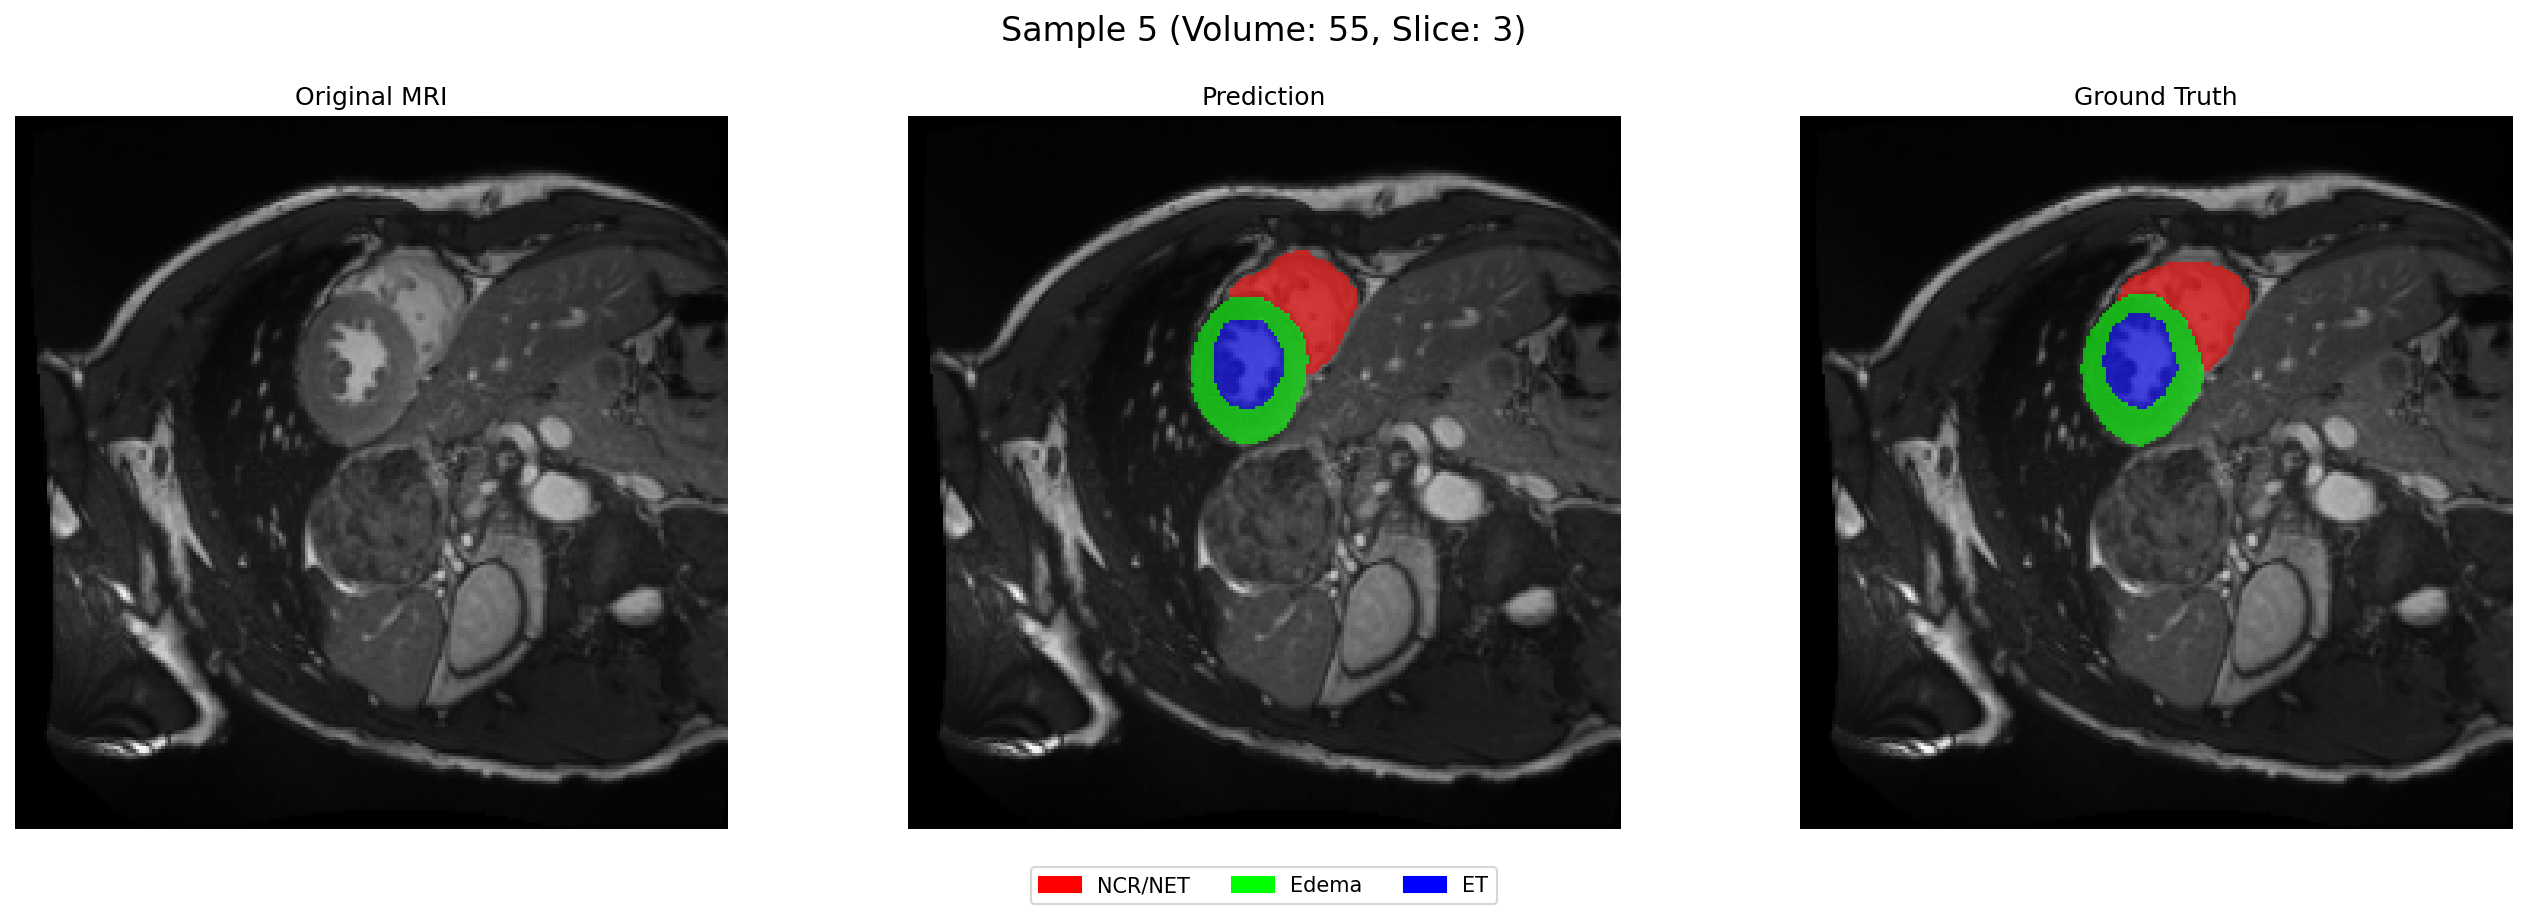 Sample 5 (Volume: 55, Slice: 3)
Original MRI
Prediction
Ground Truth
NCR/NET
Edema
ET